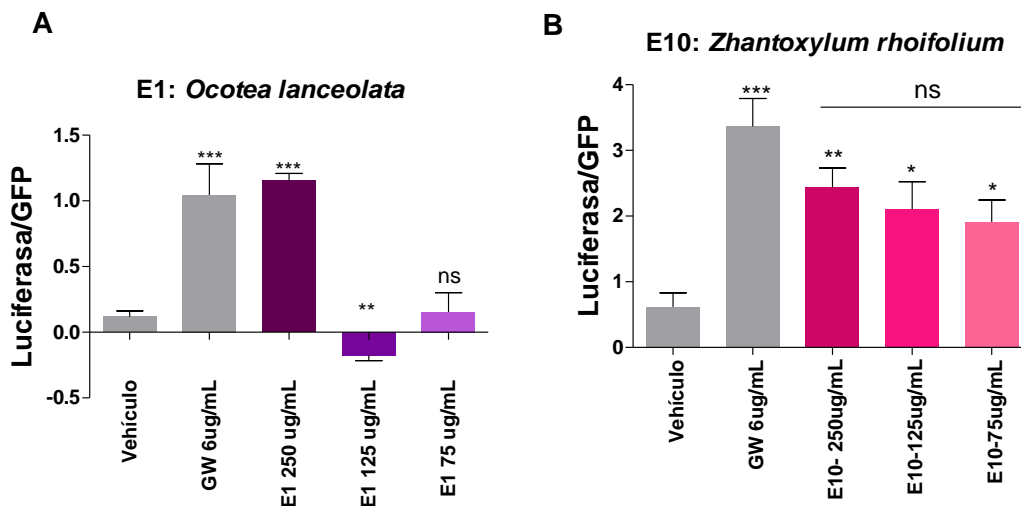 A
E1: Ocotea lanceolata
Luciferasa/GFP
1.5
1.0
0.5
0.0
-0.5
***
***
**
ns
Vehículo
GW 6ug/mL
E1 250 ug/mL
E1 125 ug/mL
E1 75 ug/mL
B
E10: Zhantoxylum rhoifolium
Luciferasa/GFP
4
3
2
1
0
***
ns
**
*
*
Vehículo
GW 6ug/mL
E10- 250ug/mL
E10-125ug/mL
E10-75ug/mL